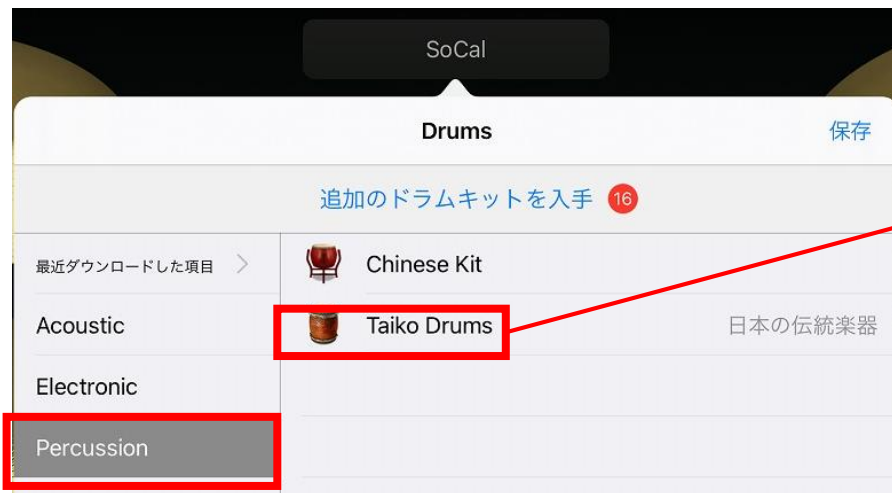 SoCal
Drums 保存
追加のドラムキットを入手 16
最近ダウンロードした項目
Chinese Kit
Acoustic
Taiko Drums 日本の伝統楽器
Electronic
Percussion